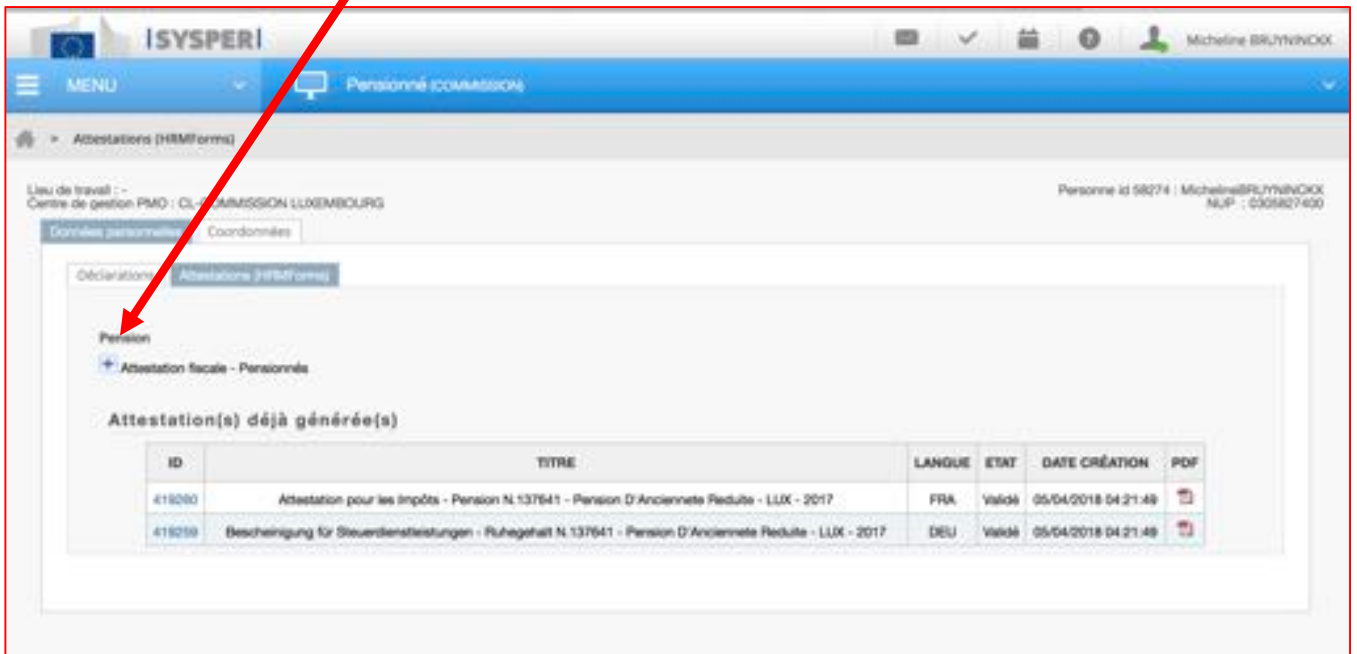 SYSPER
Micheline BRUYNINCKX
MENU
Pensionné (COMMISSION)
> Attestations (HRMForms)
Lieu de travail : -
Personne id 58274 : MichelineBRUYNINCKX
Centre de gestion PMO : CL-COMMISSION LUXEMBOURG
NUP : 0305827400
Données personnelles
Coordonnées
Déclarations
Attestations (HRMForms)
Pension
+ Attestation fiscale - Pensionnés
Attestation(s) déjà générée(s)
ID TITRE LANGUE ETAT DATE CRÉATION PDF
419260 Attestation pour les Impôts - Pension N.137641 - Pension D'Anciennete Reduite - LUX - 2017 FRA Validé 05/04/2018 04:21:49
419259 Bescheinigung für Steuerdienstleistungen - Ruhegehalt N.137641 - Pension D'Anciennete Reduite - LUX - 2017 DEU Validé 05/04/2018 04:21:49